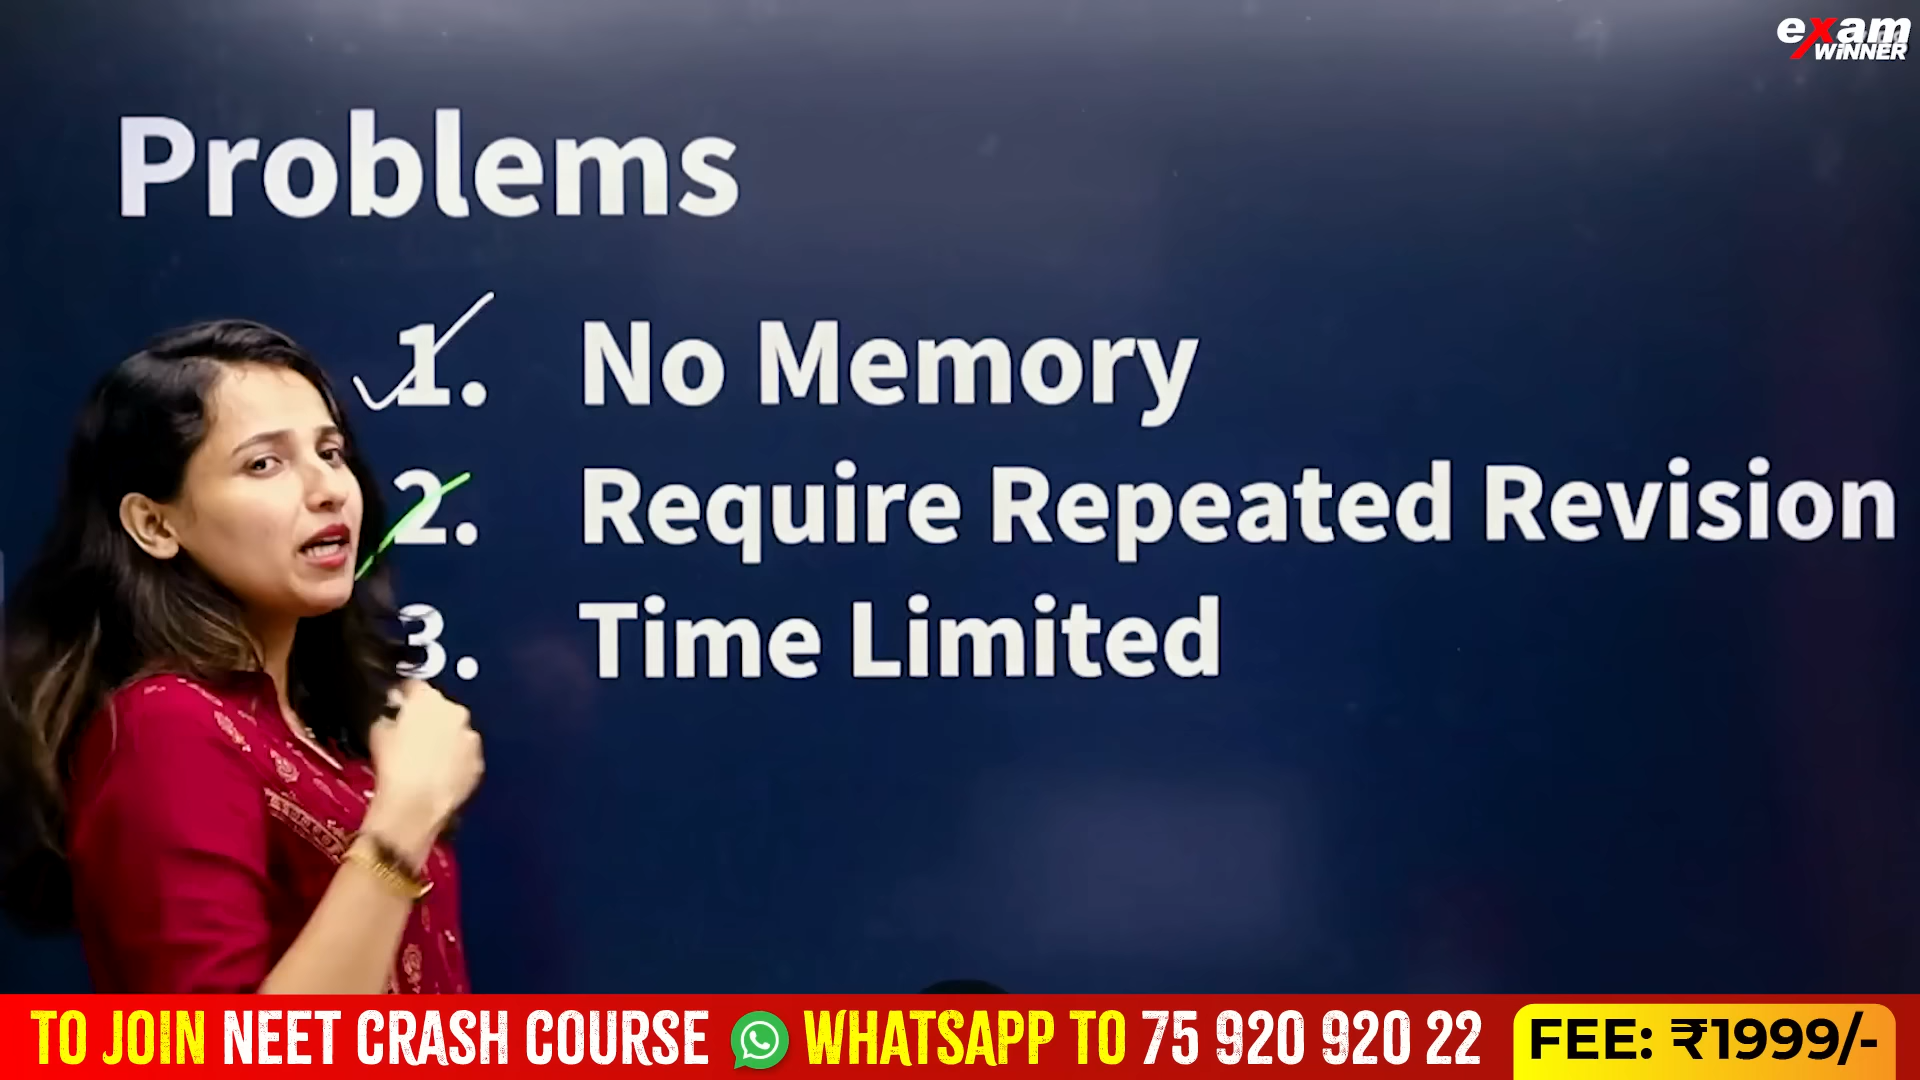 exam
WiNNER
Problems
1. No Memory
2. Require Repeated Revision
3. Time Limited
TO JOIN NEET CRASH COURSE WHATSAPP TO 75 920 920 22
FEE: ₹1999/-